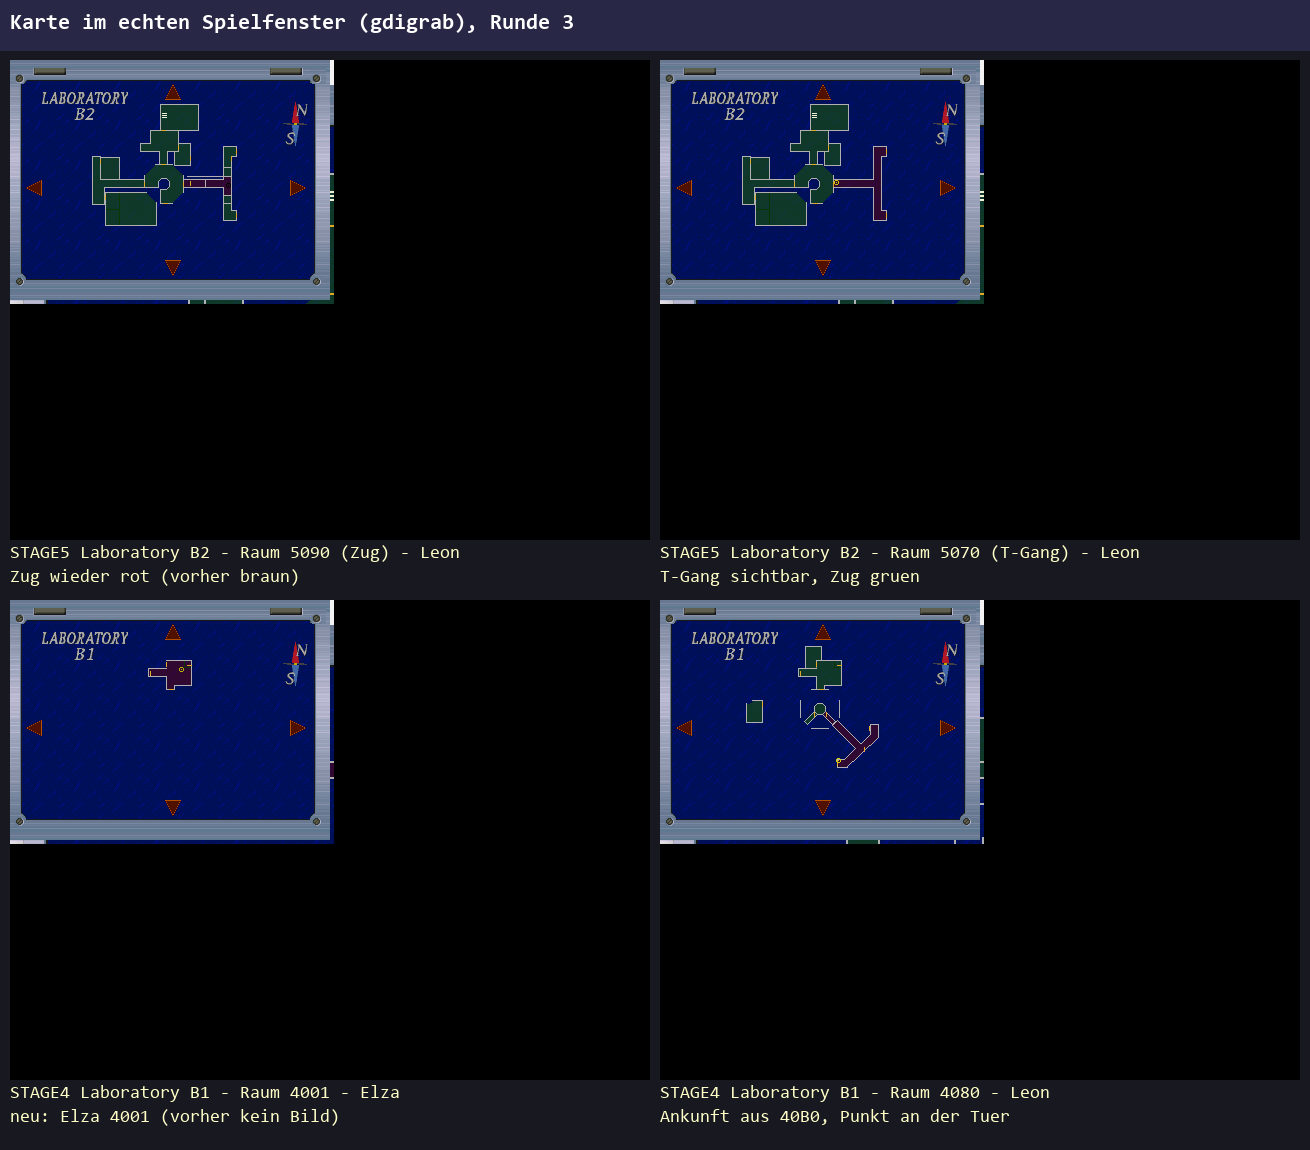 Karte im echten Spielfenster (gdigrab), Runde 3
LABORATORY
B2
N
S
LABORATORY
B2
N
S
STAGE5 Laboratory B2 - Raum 5090 (Zug) - Leon
Zug wieder rot (vorher braun)
STAGE5 Laboratory B2 - Raum 5070 (T-Gang) - Leon
T-Gang sichtbar, Zug gruen
LABORATORY
B1
N
S
LABORATORY
B1
N
S
STAGE4 Laboratory B1 - Raum 4001 - Elza
neu: Elza 4001 (vorher kein Bild)
STAGE4 Laboratory B1 - Raum 4080 - Leon
Ankunft aus 40B0, Punkt an der Tuer